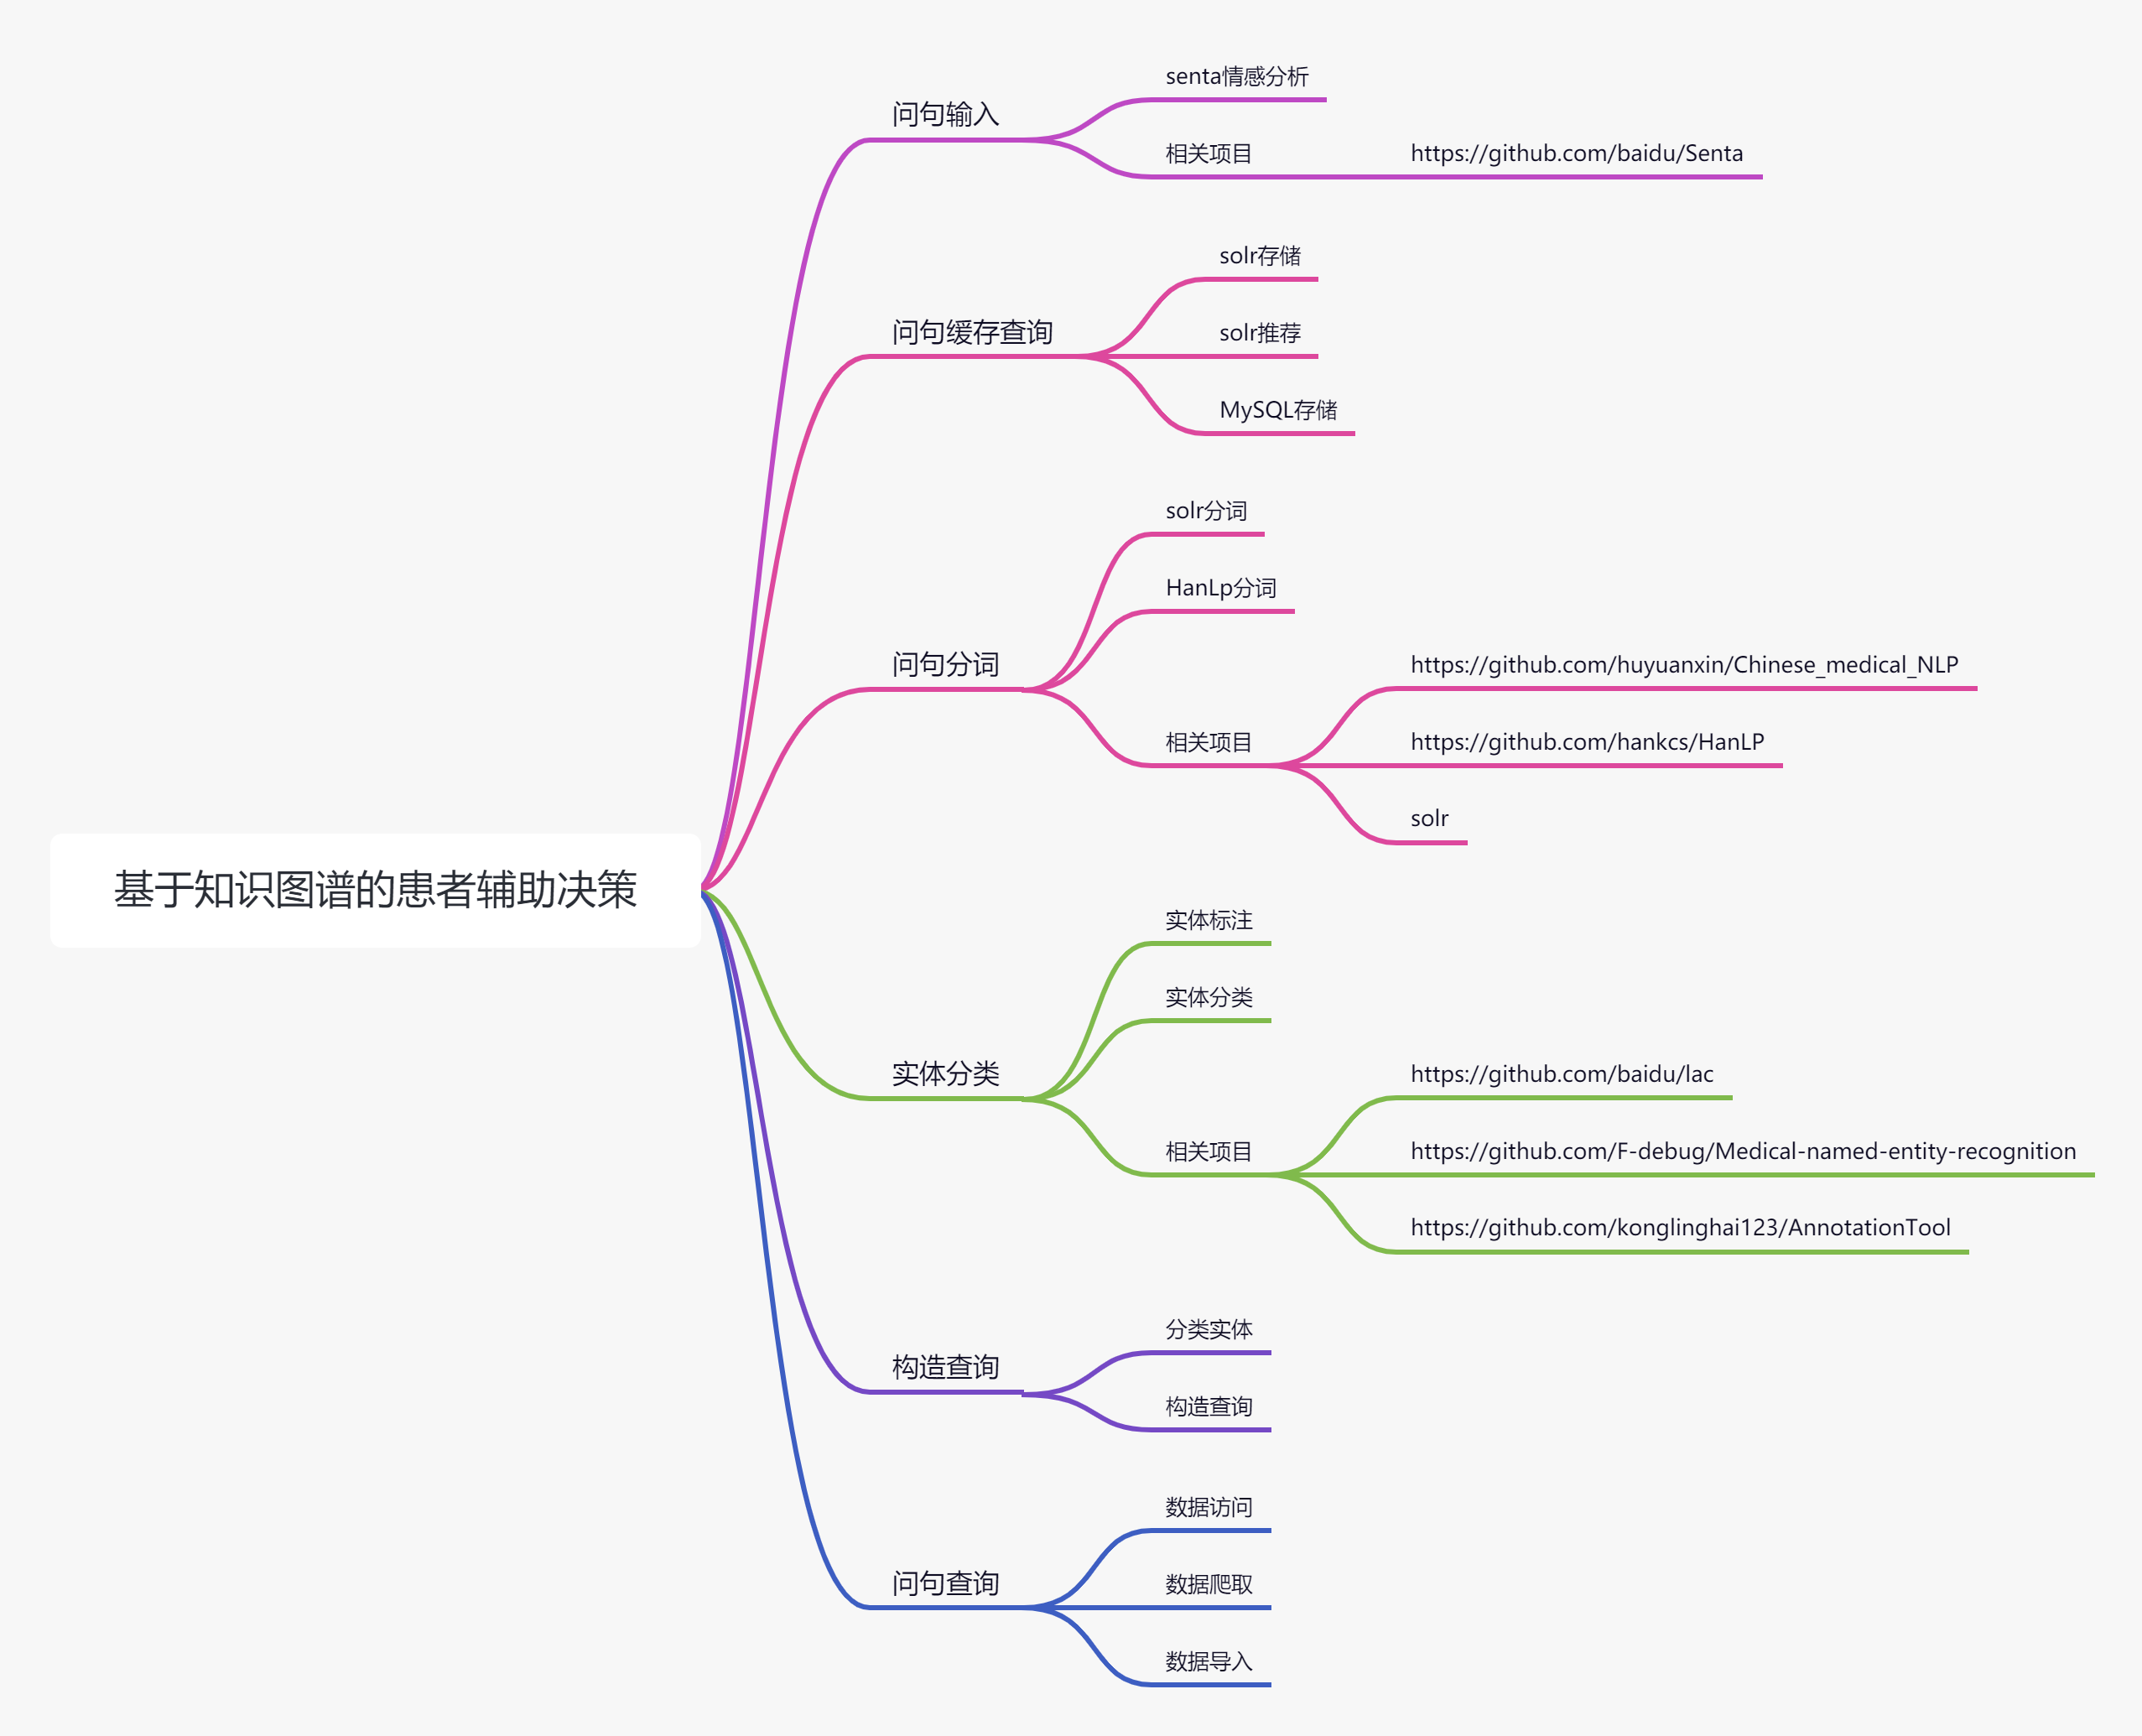 基于知识图谱的患者辅助决策
问句输入
senta情感分析
相关项目
https://github.com/baidu/Senta
问句缓存查询
solr存储
solr推荐
MySQL存储
问句分词
solr分词
HanLp分词
相关项目
https://github.com/huyuanxin/Chinese_medical_NLP
https://github.com/hankcs/HanLP
solr
实体分类
实体标注
实体分类
相关项目
https://github.com/baidu/lac
https://github.com/F-debug/Medical-named-entity-recognition
https://github.com/konglinghai123/AnnotationTool
构造查询
分类实体
构造查询
问句查询
数据访问
数据爬取
数据导入